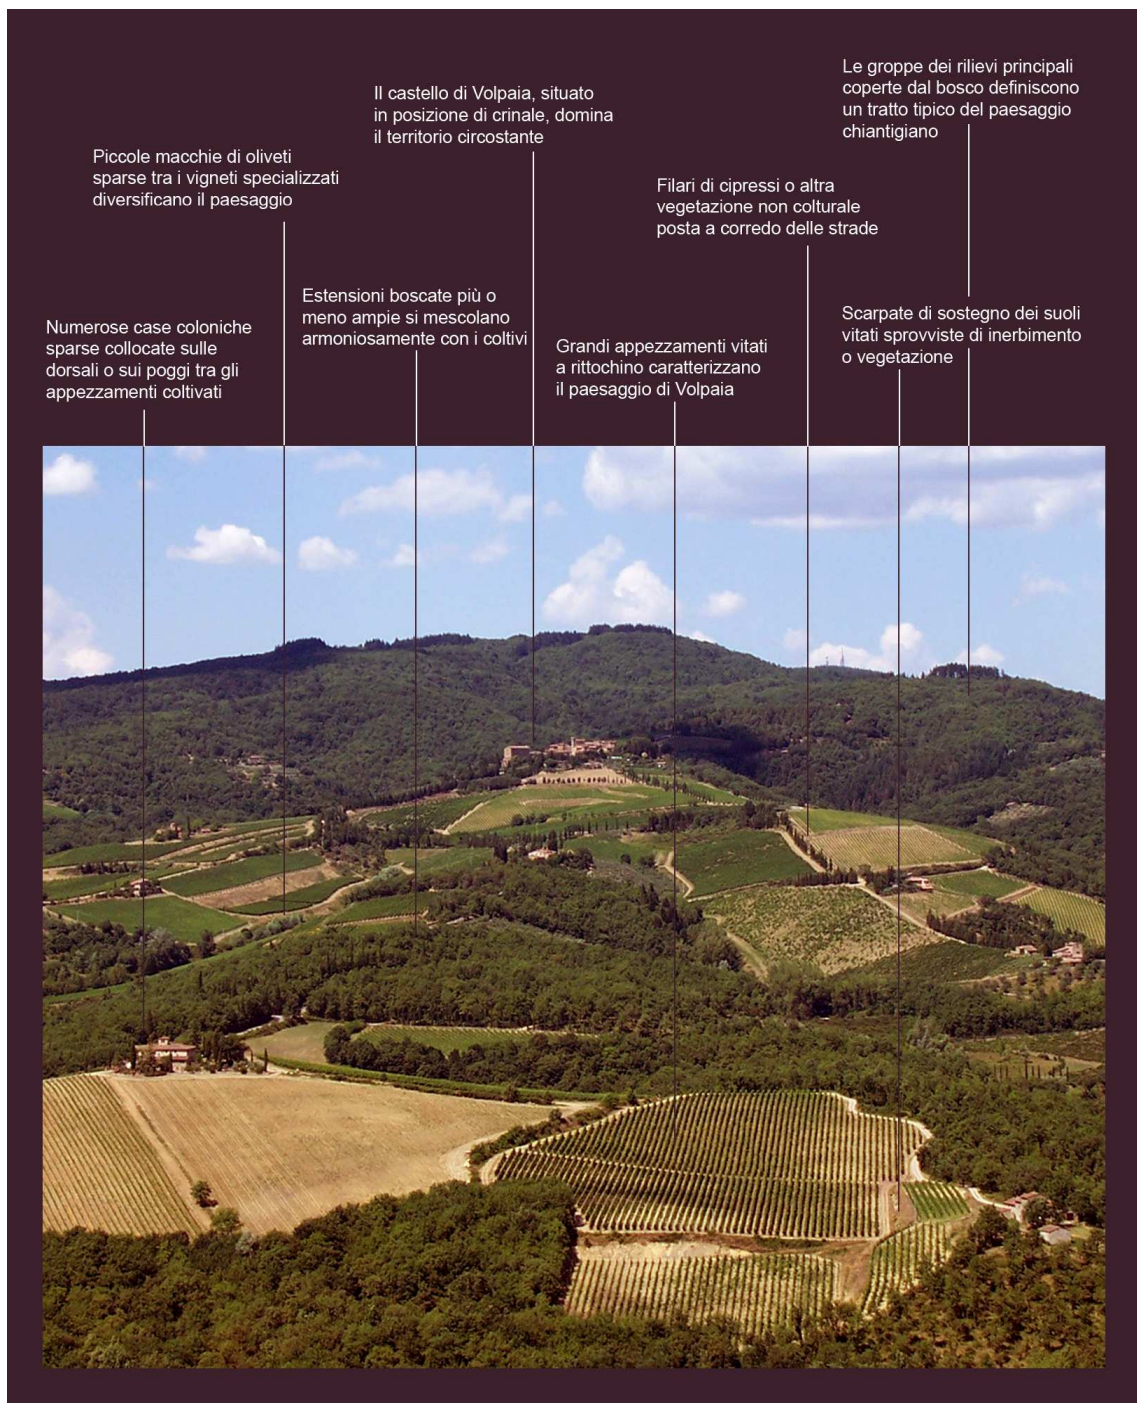 Le groppe dei rilievi principali
coperte dal bosco definiscono
un tratto tipico del paesaggio
chiantigiano
Il castello di Volpaia, situato
in posizione di crinale, domina
il territorio circostante
Piccole macchie di oliveti
sparse tra i vigneti specializzati
diversificano il paesaggio
Filari di cipressi o altra
vegetazione non colturale
posta a corredo delle strade
Estensioni boscate più o
meno ampie si mescolano
armoniosamente con i coltivi
Scarpate di sostegno dei suoli
vitati sprovviste di inerbimento
o vegetazione
Numerose case coloniche
sparse collocate sulle
dorsali o sui poggi tra gli
appezzamenti coltivati
Grandi appezzamenti vitati
a rittochino caratterizzano
il paesaggio di Volpaia